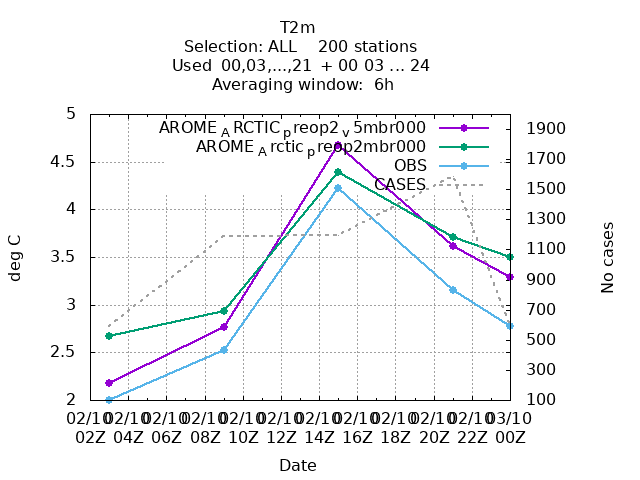 T2m
Selection: ALL    200 stations
Used  00,03,...,21  + 00 03 ... 24
Averaging window:  6h
AROME_ARCTIC_preop2_v5mbr000
AROME_Arctic_preop2mbr000
OBS
CASES
5
4.5
4
3.5
3
2.5
2
1900
1700
1500
1300
1100
900
700
500
300
100
deg C
No cases
02/10 02/10 02/10 02/10 02/10 02/10 02/10 02/10 02/10 02/10 02/10 03/10
02Z 04Z 06Z 08Z 10Z 12Z 14Z 16Z 18Z 20Z 22Z 00Z
Date